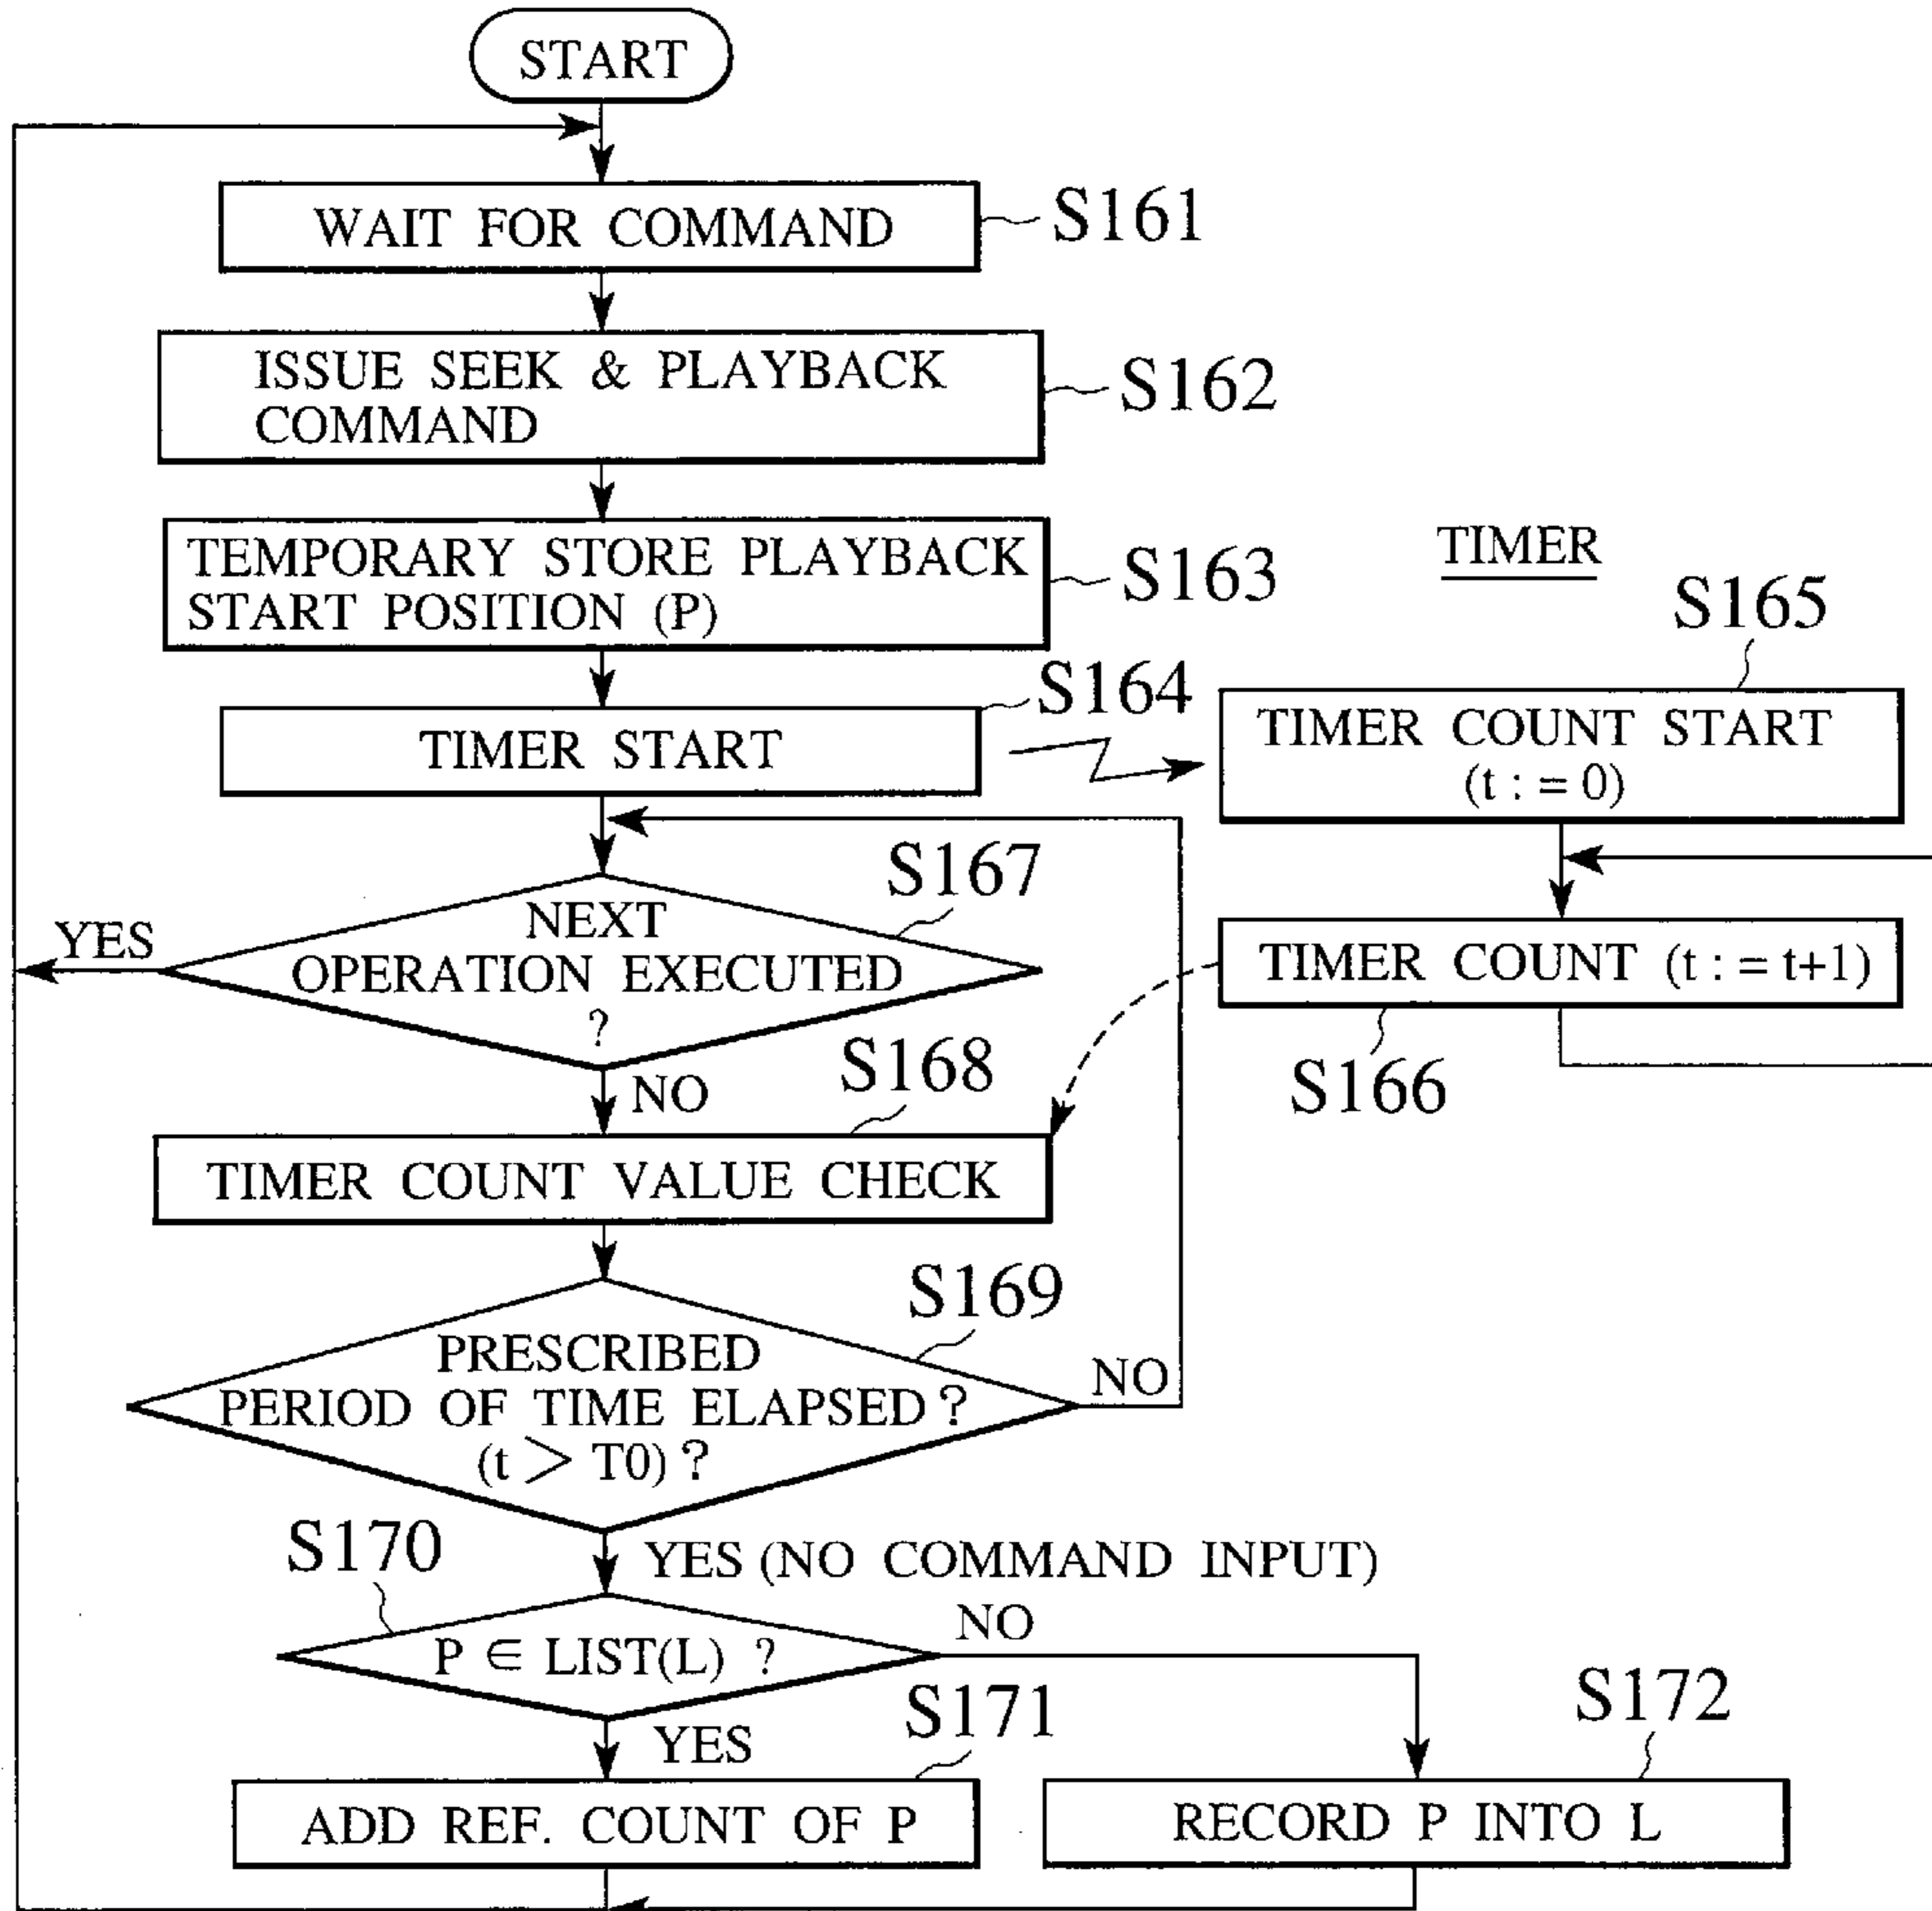 START
WAIT FOR COMMAND
S161
ISSUE SEEK & PLAYBACK
COMMAND
S162
TEMPORARY STORE PLAYBACK
START POSITION (P)
S163
TIMER START
S164
TIMER
S165
TIMER COUNT START
(t : = 0)
TIMER COUNT (t : = t+1)
S166
S167
NEXT
OPERATION EXECUTED
?
YES
NO
S168
TIMER COUNT VALUE CHECK
S169
PRESCRIBED
PERIOD OF TIME ELAPSED ?
(t > T0) ?
NO
YES (NO COMMAND INPUT)
S170
P ∈ LIST(L) ?
NO
YES
S171
ADD REF. COUNT OF P
S172
RECORD P INTO L